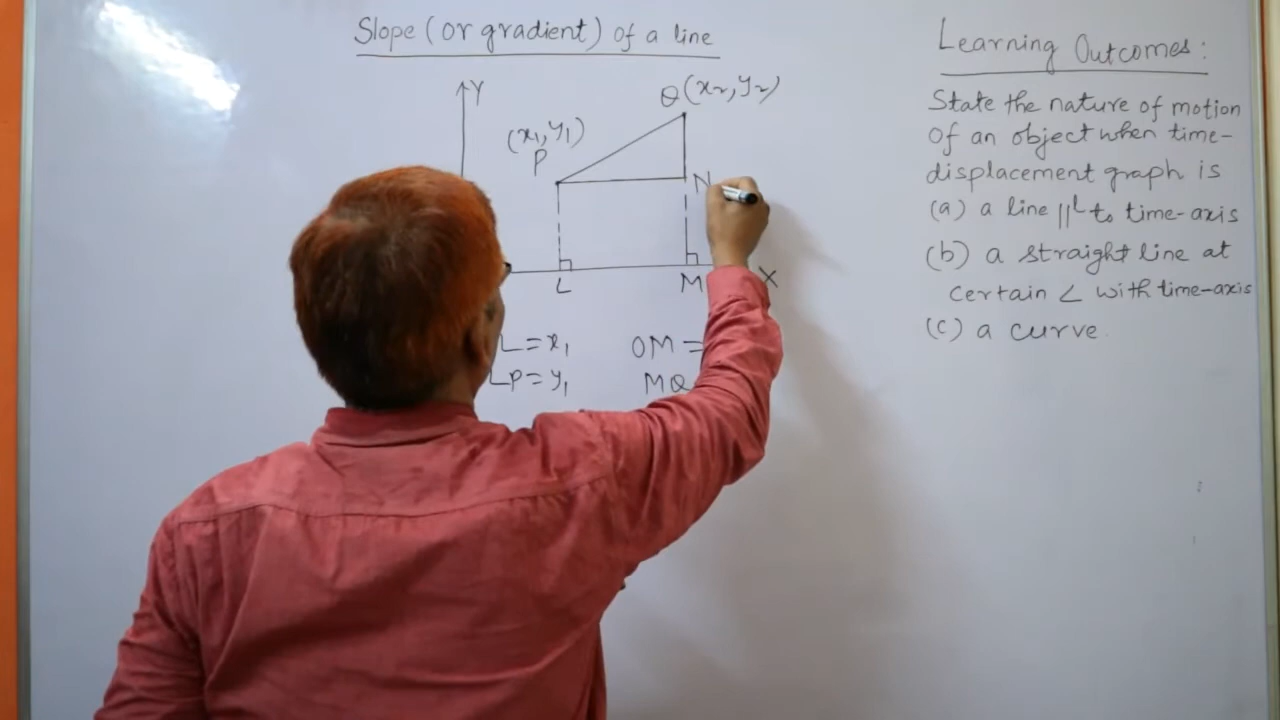 Slope (or gradient) of a line
Y
Q (x₂, y₂)
(x₁, y₁)
P
N
L
M
X
L = x₁
OM =
LP = y₁
MQ
Learning Outcomes :
State the nature of motion
of an object when time-
displacement graph is
(a) a line ||ᴸ to time-axis
(b) a straight line at
certain ∠ with time-axis
(c) a curve.